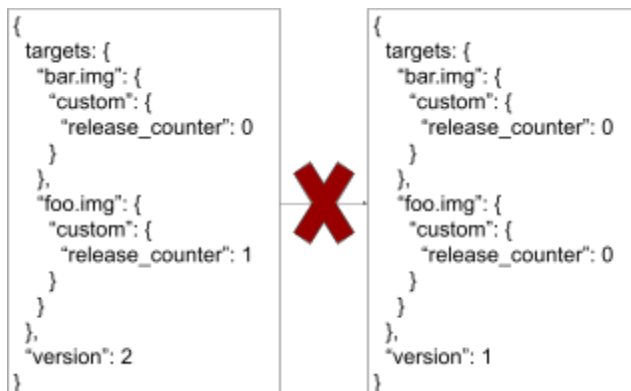 {
targets: {
“bar.img”: {
“custom”: {
“release_counter”: 0
}
},
“foo.img”: {
“custom”: {
“release_counter”: 1
}
}
},
“version”: 2
}
{
targets: {
“bar.img”: {
“custom”: {
“release_counter”: 0
}
},
“foo.img”: {
“custom”: {
“release_counter”: 0
}
}
},
“version”: 1
}